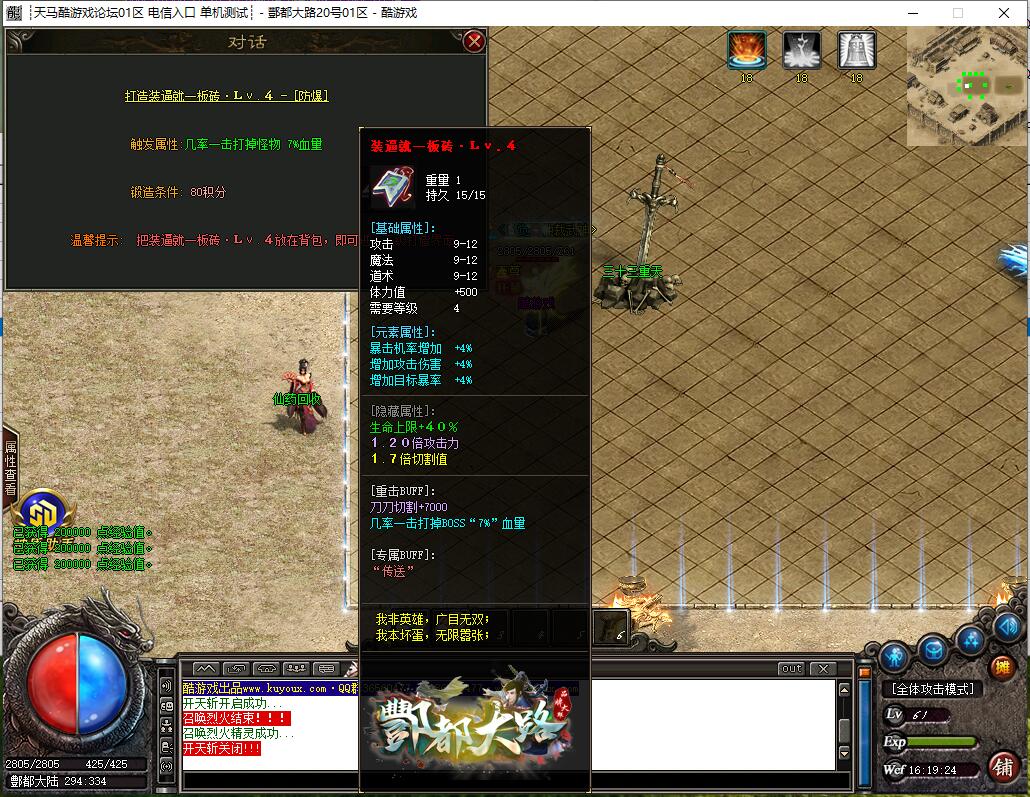 天马酷游戏论坛01区 电信入口 单机测试 - 酆都大路20号01区 - 酷游戏
对话
18
18
18
打造装逼就一板砖·Lv.4 - [防爆]
触发属性:几率一击打掉怪物 7%血量
锻造条件: 80积分
温馨提示: 把装逼就一板砖·Lv.4放在背包，即可
装逼就一板砖·Lv.4
重量 1
持久 15/15
[基础属性]:
攻击 9-12
魔法 9-12
道术 9-12
体力值 +500
需要等级 4
[元素属性]:
暴击机率增加 +4%
增加攻击伤害 +4%
增加目标暴率 +4%
[隐藏属性]:
生命上限+40%
1.20倍攻击力
1.7倍切割值
[重击BUFF]:
刀刀切割+7000
几率一击打掉BOSS“7%”血量
[专属BUFF]:
“传送”
我非英雄，广目无双；
我本坏蛋，无限嚣张；
酆都大路
三十三重天
2805/2805/Z61
仙药回收
属性查看
已获得 200000 点经验值。
已获得 200000 点经验值。
已获得 200000 点经验值。
6
out
酷游戏出品www.kuyoux.com·QQ群
开天斩开启成功...
召唤烈火结束!!!
召唤烈火精灵成功...
开天斩关闭!!!
2805/2805 425/425
酆都大陆 294:334
摊
[全体攻击模式]
Lv 61
Exp
Wef 16:19:24
铺